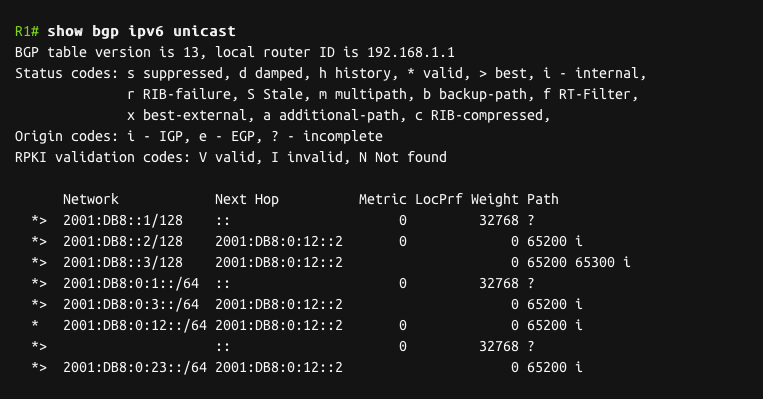 R1# show bgp ipv6 unicast
BGP table version is 13, local router ID is 192.168.1.1
Status codes: s suppressed, d damped, h history, * valid, > best, i - internal,
              r RIB-failure, S Stale, m multipath, b backup-path, f RT-Filter,
              x best-external, a additional-path, c RIB-compressed,
Origin codes: i - IGP, e - EGP, ? - incomplete
RPKI validation codes: V valid, I invalid, N Not found

      Network            Next Hop          Metric LocPrf Weight Path
  *>  2001:DB8::1/128    ::                     0         32768 ?
  *>  2001:DB8::2/128    2001:DB8:0:12::2       0             0 65200 i
  *>  2001:DB8::3/128    2001:DB8:0:12::2                     0 65200 65300 i
  *>  2001:DB8:0:1::/64  ::                     0         32768 ?
  *>  2001:DB8:0:3::/64  2001:DB8:0:12::2                     0 65200 i
  *   2001:DB8:0:12::/64 2001:DB8:0:12::2       0             0 65200 i
  *>                     ::                     0         32768 ?
  *>  2001:DB8:0:23::/64 2001:DB8:0:12::2                     0 65200 i